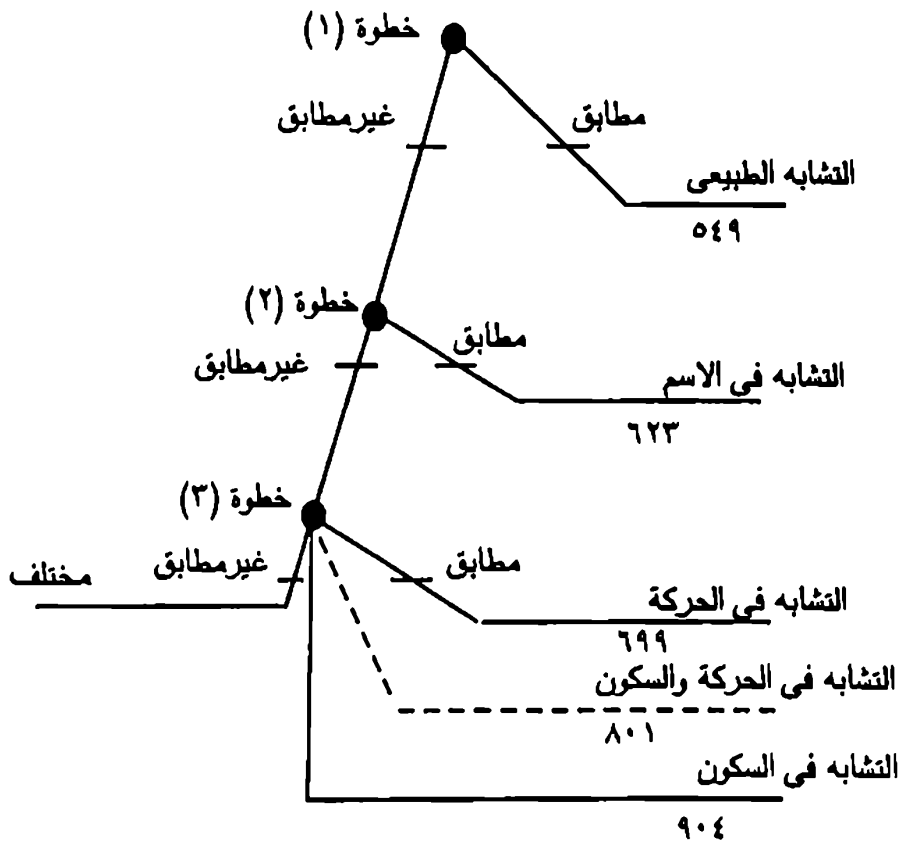 خطوة (١)
غيرمطابق
مطابق
التشابه الطبيعى
٥٤٩
خطوة (٢)
غيرمطابق
مطابق
التشابه فى الاسم
٦٢٣
خطوة (٣)
مختلف
غيرمطابق
مطابق
التشابه فى الحركة
٦٩٩
التشابه فى الحركة والسكون
٨٠١
التشابه فى السكون
٩٠٤